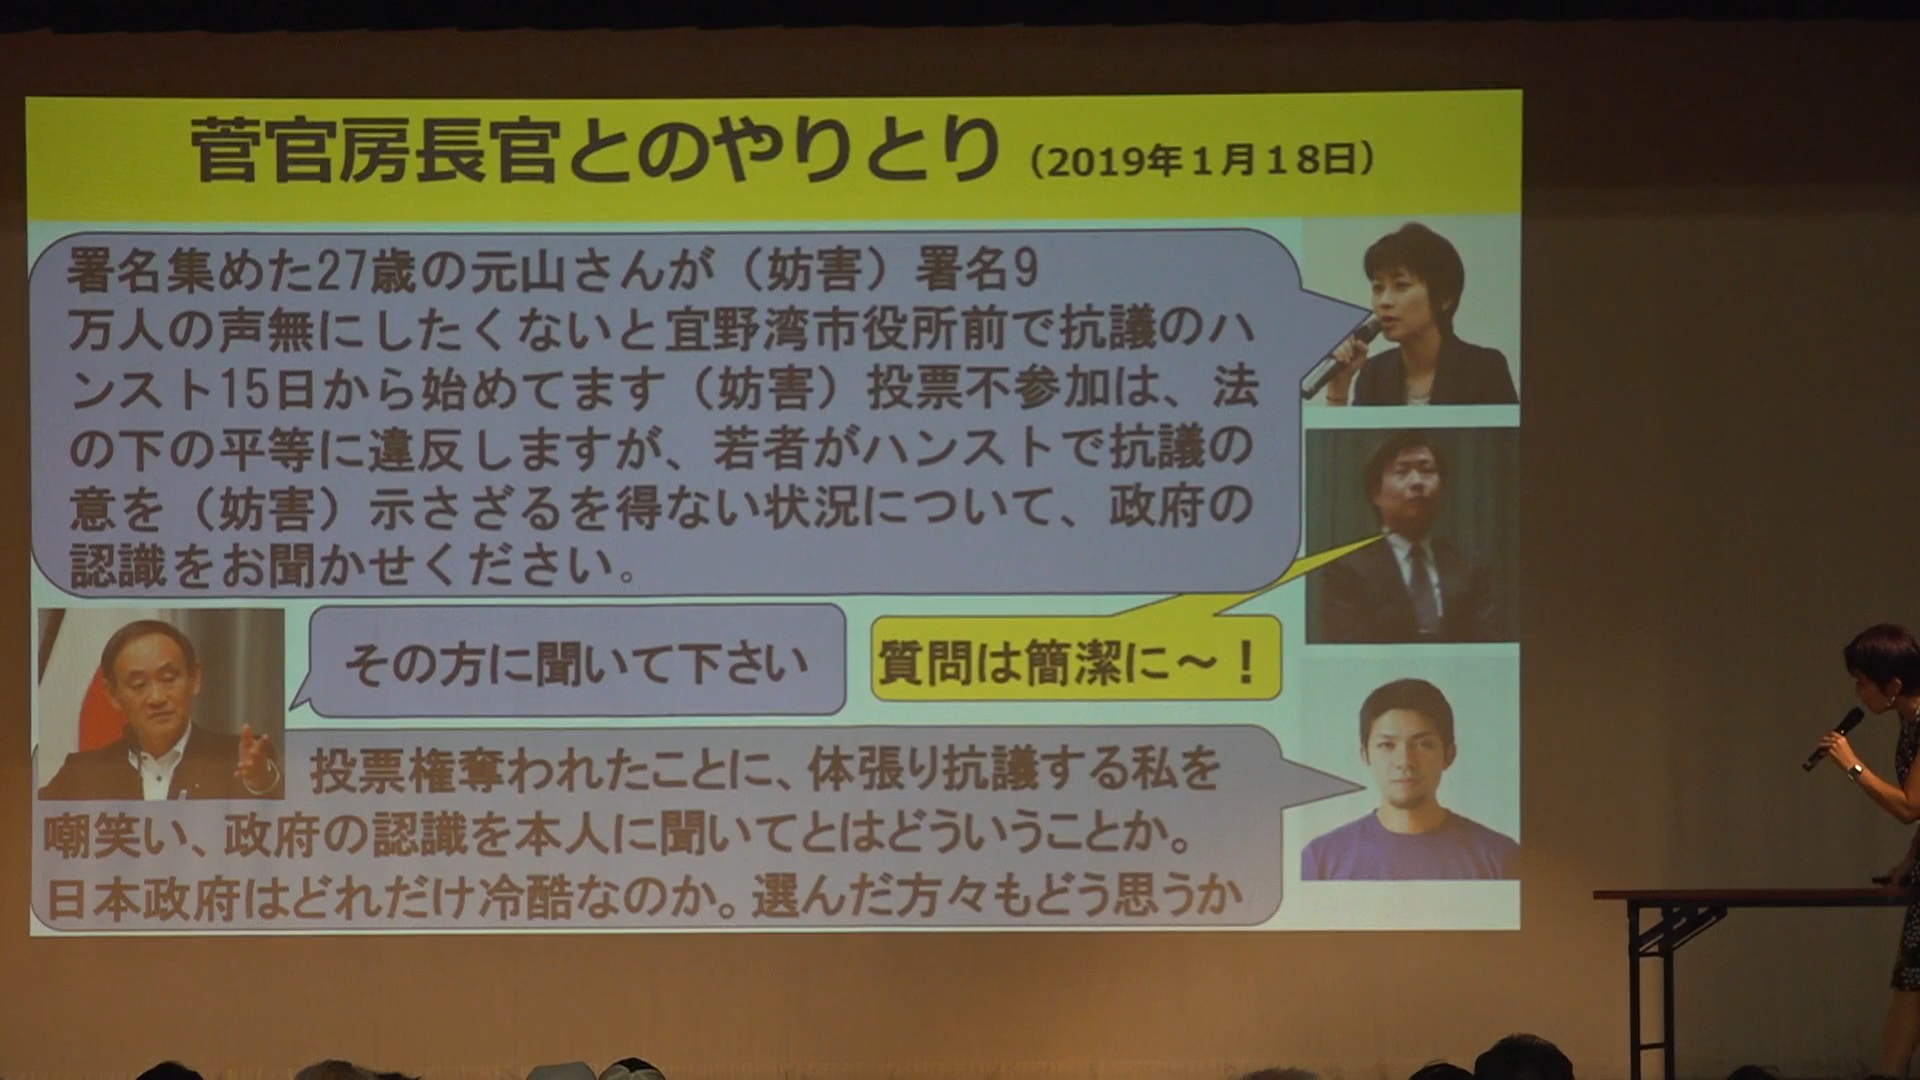 菅官房長官とのやりとり（2019年１月１８日）
署名集めた27歳の元山さんが（妨害）署名9
万人の声無にしたくないと宜野湾市役所前で抗議のハ
ンスト15日から始めてます（妨害）投票不参加は、法
の下の平等に違反しますが、若者がハンストで抗議の
意を（妨害）示さざるを得ない状況について、政府の
認識をお聞かせください。
その方に聞いて下さい
質問は簡潔に～！
投票権奪われたことに、体張り抗議する私を
嘲笑い、政府の認識を本人に聞いてとはどういうことか。
日本政府はどれだけ冷酷なのか。選んだ方々もどう思うか